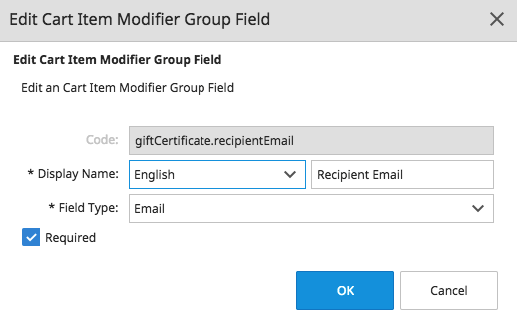 Edit Cart Item Modifier Group Field
Edit Cart Item Modifier Group Field
Edit an Cart Item Modifier Group Field
Code: giftCertificate.recipientEmail
* Display Name: English Recipient Email
* Field Type: Email
Required
OK Cancel